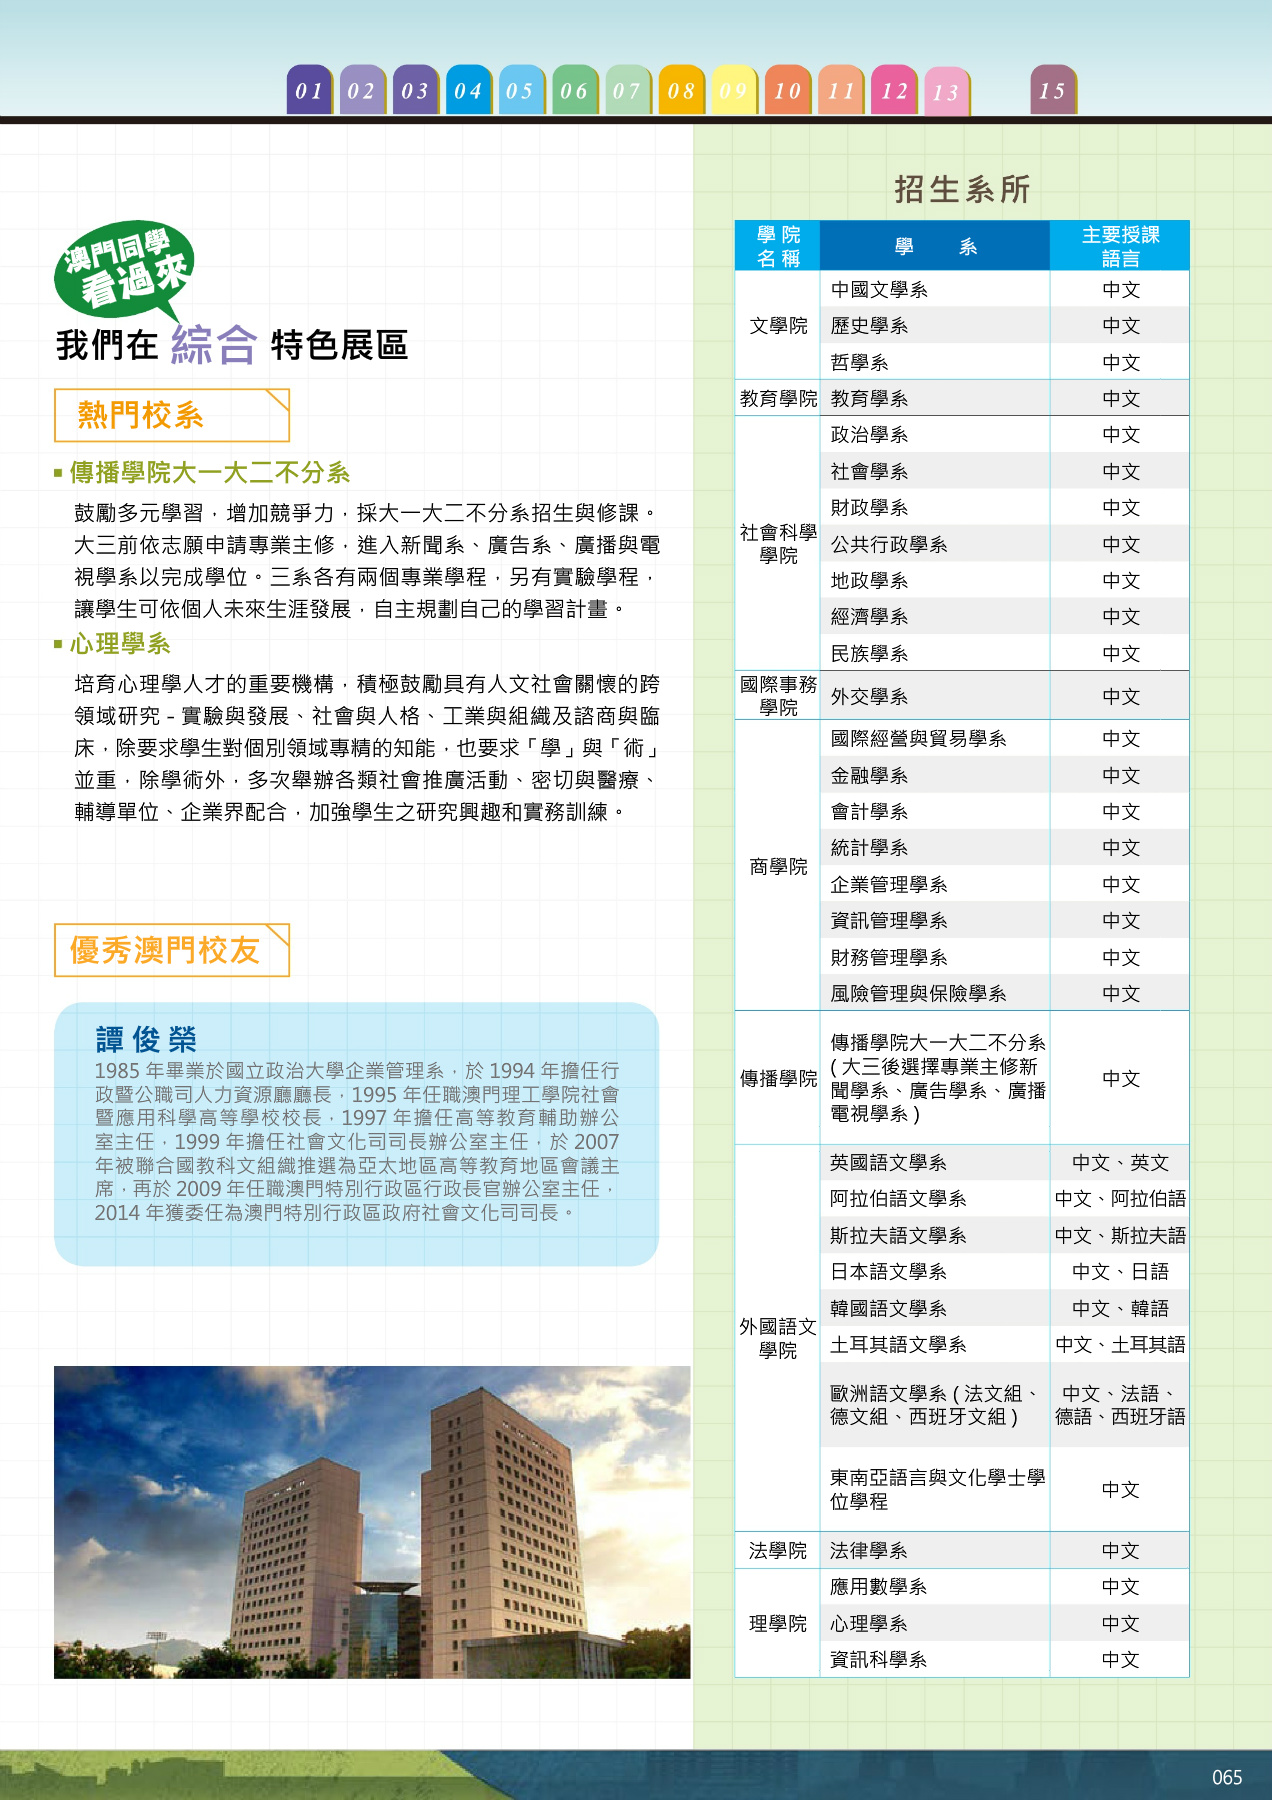 01 02 03 04 05 06 07 08 09 10 11 12 13 15
澳門同學
看過來
我們在 綜合 特色展區
熱門校系
傳播學院大一大二不分系
鼓勵多元學習，增加競爭力，採大一大二不分系招生與修課。
大三前依志願申請專業主修，進入新聞系、廣告系、廣播與電
視學系以完成學位。三系各有兩個專業學程，另有實驗學程，
讓學生可依個人未來生涯發展，自主規劃自己的學習計畫。
心理學系
培育心理學人才的重要機構，積極鼓勵具有人文社會關懷的跨
領域研究 - 實驗與發展、社會與人格、工業與組織及諮商與臨
床，除要求學生對個別領域專精的知能，也要求「學」與「術」
並重，除學術外，多次舉辦各類社會推廣活動、密切與醫療、
輔導單位、企業界配合，加強學生之研究興趣和實務訓練。
優秀澳門校友
譚俊榮
1985 年畢業於國立政治大學企業管理系，於 1994 年擔任行
政暨公職司人力資源廳廳長，1995 年任職澳門理工學院社會
暨應用科學高等學校校長，1997 年擔任高等教育輔助辦公
室主任，1999 年擔任社會文化司司長辦公室主任，於 2007
年被聯合國教科文組織推選為亞太地區高等教育地區會議主
席，再於 2009 年任職澳門特別行政區行政長官辦公室主任，
2014 年獲委任為澳門特別行政區政府社會文化司司長。
招生系所
學院名稱 學系 主要授課語言
文學院
中國文學系 中文
歷史學系 中文
哲學系 中文
教育學院 教育學系 中文
社會科學
學院
政治學系 中文
社會學系 中文
財政學系 中文
公共行政學系 中文
地政學系 中文
經濟學系 中文
民族學系 中文
國際事務
學院
外交學系 中文
商學院
國際經營與貿易學系 中文
金融學系 中文
會計學系 中文
統計學系 中文
企業管理學系 中文
資訊管理學系 中文
財務管理學系 中文
風險管理與保險學系 中文
傳播學院
傳播學院大一大二不分系
( 大三後選擇專業主修新
聞學系、廣告學系、廣播
電視學系 )
中文
外國語文
學院
英國語文學系 中文、英文
阿拉伯語文學系 中文、阿拉伯語
斯拉夫語文學系 中文、斯拉夫語
日本語文學系 中文、日語
韓國語文學系 中文、韓語
土耳其語文學系 中文、土耳其語
歐洲語文學系 ( 法文組、
德文組、西班牙文組 )
中文、法語、
德語、西班牙語
東南亞語言與文化學士學
位學程
中文
法學院 法律學系 中文
理學院
應用數學系 中文
心理學系 中文
資訊科學系 中文
065